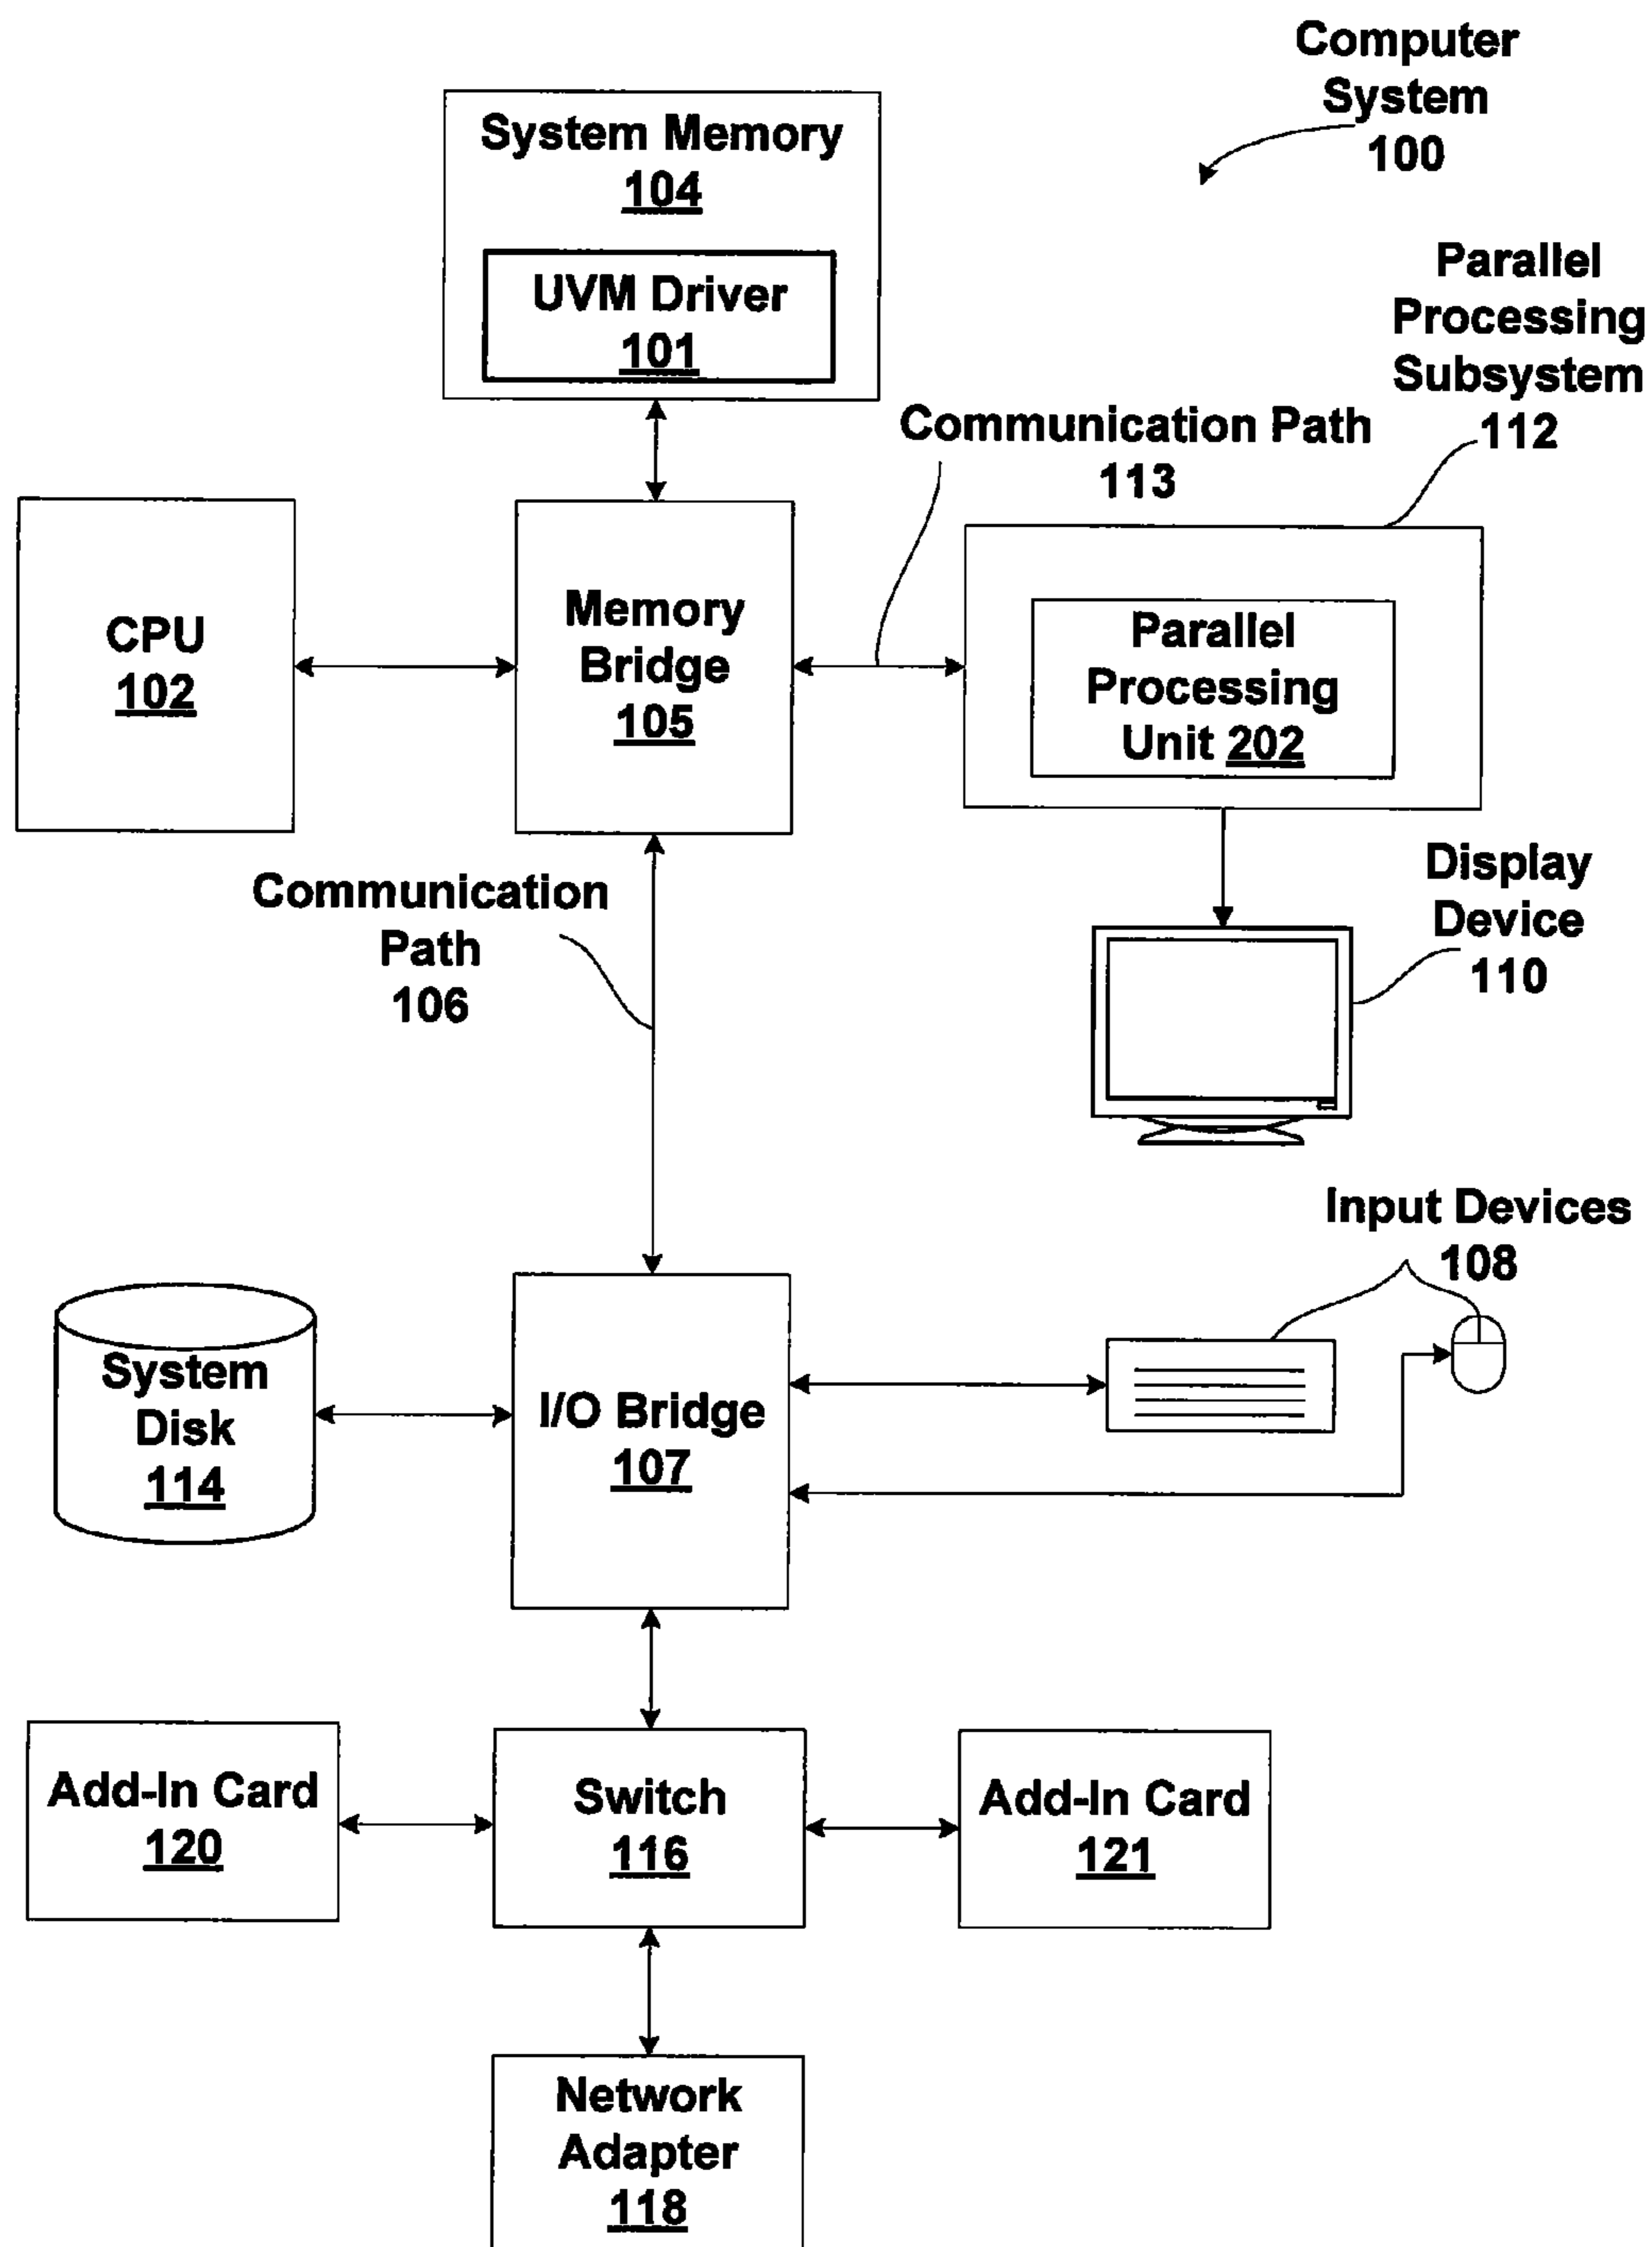 Computer
System
100
System Memory
104
UVM Driver
101
Parallel
Processing
Subsystem
112
Communication Path
113
CPU
102
Memory
Bridge
105
Parallel
Processing
Unit 202
Communication
Path
106
Display
Device
110
Input Devices
108
System
Disk
114
I/O Bridge
107
Add-In Card
120
Switch
116
Add-In Card
121
Network
Adapter
118